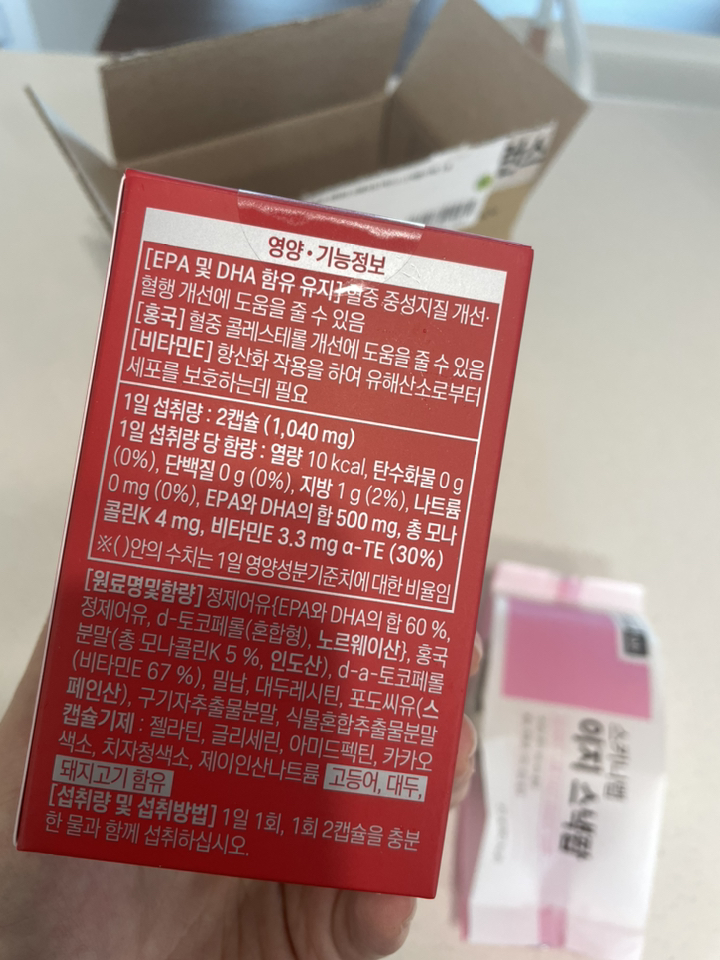 영양•기능정보
[EPA 및 DHA 함유 유지] 혈중 중성지질 개선·
혈행 개선에 도움을 줄 수 있음
[홍국] 혈중 콜레스테롤 개선에 도움을 줄 수 있음
[비타민E] 항산화 작용을 하여 유해산소로부터
세포를 보호하는데 필요
1일 섭취량 : 2캡슐 (1,040 mg)
1일 섭취량 당 함량 : 열량 10 kcal, 탄수화물 0 g
(0%), 단백질 0 g (0%), 지방 1 g (2%), 나트륨
0 mg (0%), EPA와 DHA의 합 500 mg, 총 모나
콜린K 4 mg, 비타민E 3.3 mg α-TE (30%)
※( )안의 수치는 1일 영양성분기준치에 대한 비율임
[원료명및함량] 정제어유{EPA와 DHA의 합 60 %,
정제어유, d-토코페롤(혼합형), 노르웨이산}, 홍국
분말(총 모나콜린K 5 %, 인도산), d-a-토코페롤
(비타민E 67 %), 밀납, 대두레시틴, 포도씨유(스
페인산), 구기자추출물분말, 식물혼합추출물분말
캡슐기제 : 젤라틴, 글리세린, 아미드펙틴, 카카오
색소, 치자청색소, 제이인산나트륨 고등어, 대두,
돼지고기 함유
[섭취량 및 섭취방법] 1일 1회, 1회 2캡슐을 충분
한 물과 함께 섭취하십시오.
스키니랩
이지 스낵팝